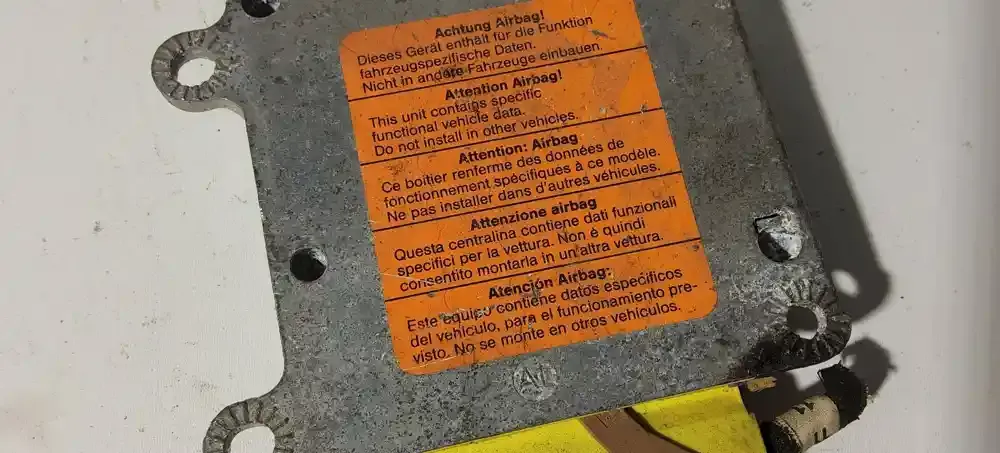 Achtung Airbag!
Dieses Gerät enthält für die Funktion
fahrzeugspezifische Daten.
Nicht in andere Fahrzeuge einbauen.
Attention Airbag!
This unit contains specific
functional vehicle data.
Do not install in other vehicles.
Attention: Airbag
Ce boîtier renferme des données de
fonctionnement spécifiques à ce modèle.
Ne pas installer dans d'autres véhicules.
Attenzione airbag
Questa centralina contiene dati funzionali
specifici per la vettura. Non è quindi
consentito montarla in un'altra vettura.
Atención Airbag:
Este equipo contiene datos específicos
del vehículo, para el funcionamiento pre-
visto. No se monte en otros vehículos.